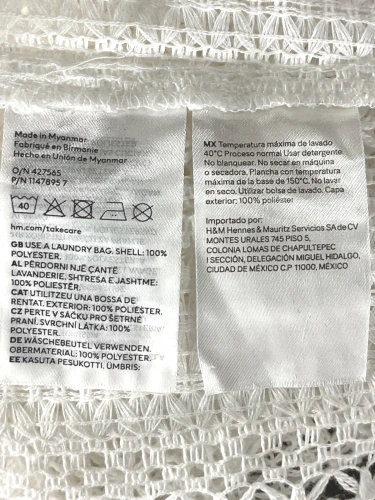 Made in Myanmar
Fabriqué en Birmanie
Hecho en Unión de Myanmar
O/N 427565
P/N 11478957
40
hm.com/takecare
GB USE A LAUNDRY BAG. SHELL: 100%
POLYESTER.
AL PËRDORNI NJË ÇANTË
LAVANDERIE. SHTRESA E JASHTME:
100% POLIESTËR.
CAT UTILITZEU UNA BOSSA DE
RENTAT. EXTERIOR: 100% POLIÈSTER.
CZ PERTE V SÁČKU PRO ŠETRNÉ
PRANÍ. SVRCHNÍ LÁTKA: 100%
POLYESTER.
DE WÄSCHEBEUTEL VERWENDEN.
OBERMATERIAL: 100% POLYESTER.
EE KASUTA PESUKOTTI. ÜMBRIS:
MX Temperatura máxima de lavado
40°C Proceso normal Usar detergente
No blanquear. No secar en máquina
o secadora. Plancha con temperatura
máxima de la base de 150°C. No lavar
en seco. Utilizar bolsa de lavado. Capa
exterior: 100% poliéster
Importado por:
H&M Hennes & Mauritz Servicios SA de CV
MONTES URALES 745 PISO 5,
COLONIA LOMAS DE CHAPULTEPEC
I SECCIÓN, DELEGACIÓN MIGUEL HIDALGO,
CIUDAD DE MÉXICO C.P 11000, MÉXICO